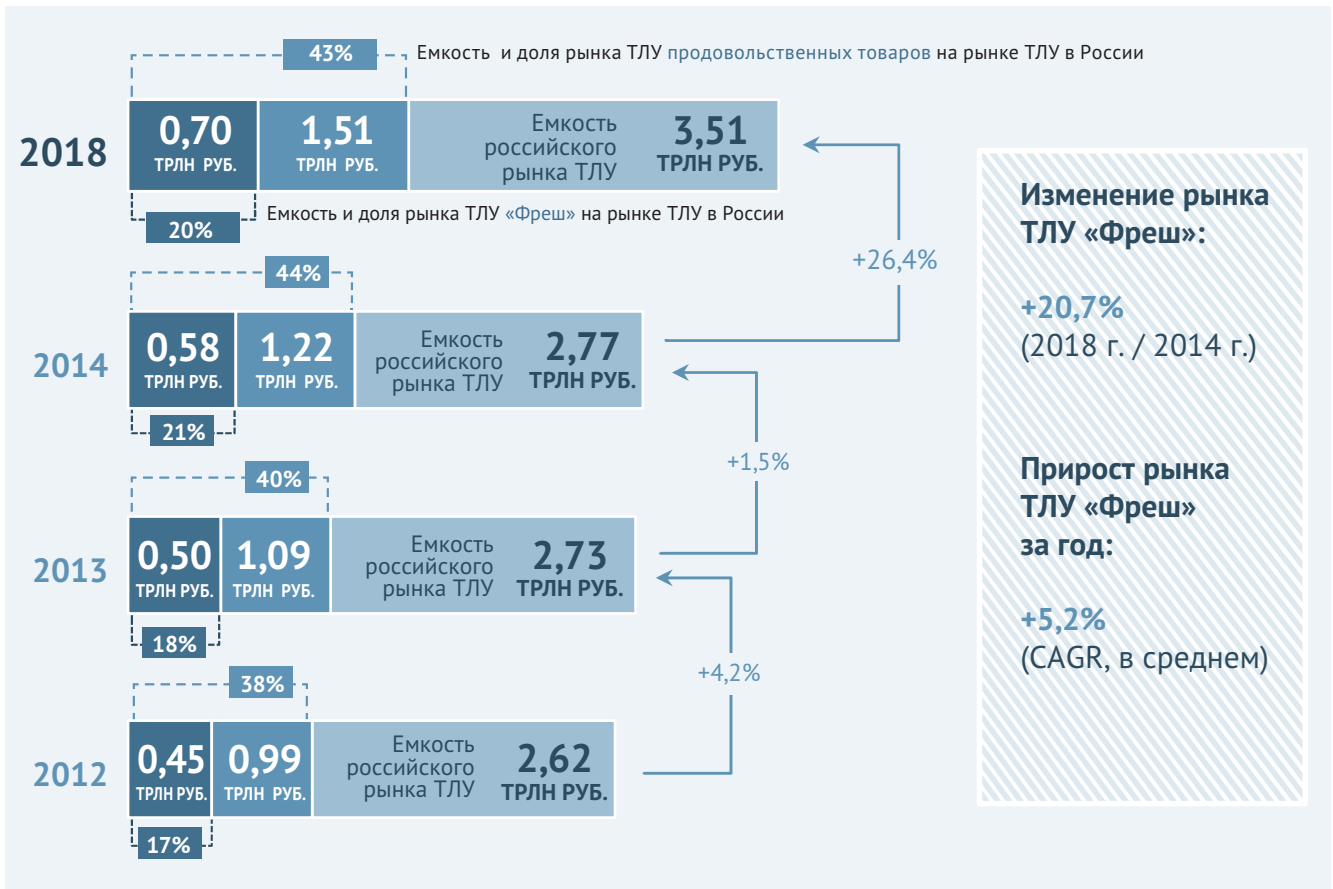 43%
Емкость и доля рынка ТЛУ продовольственных товаров на рынке ТЛУ в России
2018
0,70
ТРЛН РУБ.
1,51
ТРЛН РУБ.
Емкость
российского
рынка ТЛУ
3,51
ТРЛН РУБ.
20%
Емкость и доля рынка ТЛУ «Фреш» на рынке ТЛУ в России
+26,4%
44%
2014
0,58
ТРЛН РУБ.
1,22
ТРЛН РУБ.
Емкость
российского
рынка ТЛУ
2,77
ТРЛН РУБ.
21%
+1,5%
40%
2013
0,50
ТРЛН РУБ.
1,09
ТРЛН РУБ.
Емкость
российского
рынка ТЛУ
2,73
ТРЛН РУБ.
18%
+4,2%
38%
2012
0,45
ТРЛН РУБ.
0,99
ТРЛН РУБ.
Емкость
российского
рынка ТЛУ
2,62
ТРЛН РУБ.
17%
Изменение рынка
ТЛУ «Фреш»:
+20,7%
(2018 г. / 2014 г.)
Прирост рынка
ТЛУ «Фреш»
за год:
+5,2%
(CAGR, в среднем)